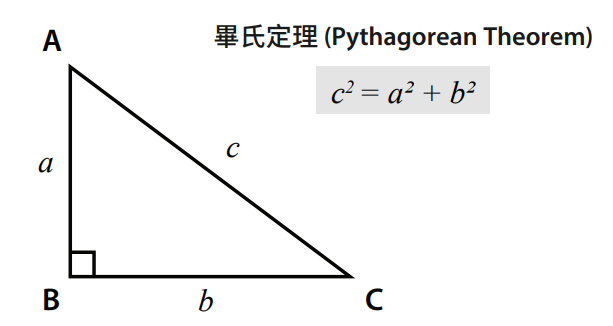 A
畢氏定理 (Pythagorean Theorem)
c² = a² + b²
a
c
B
b
C